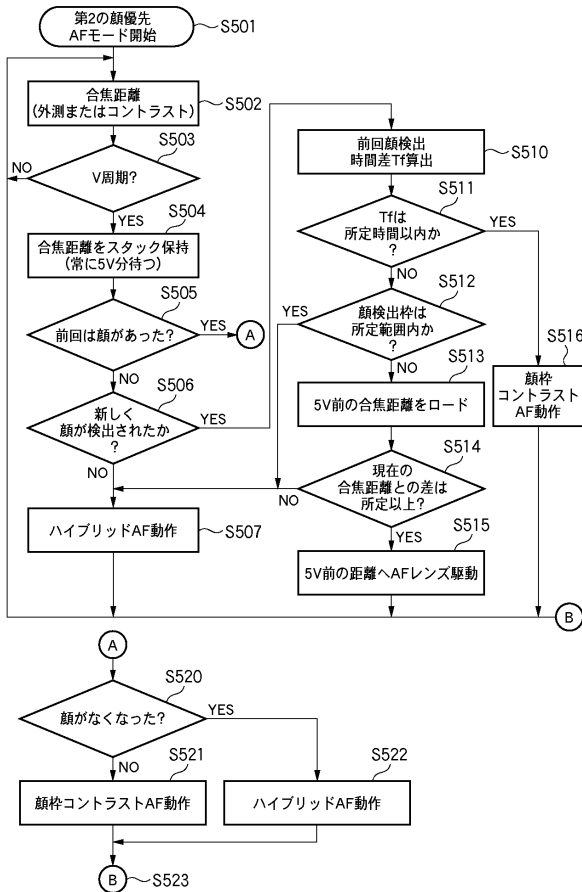 第2の顔優先
AFモード開始
S501
合焦距離
(外測またはコントラスト)
S502
S503
NO
V周期?
YES
S504
合焦距離をスタック保持
(常に5V分待つ)
S505
前回は顔があった?
YES
A
NO
S506
新しく
顔が検出されたか
?
YES
NO
ハイブリッドAF動作
S507
前回顔検出
時間差Tf算出
S510
S511
Tfは
所定時間以内か
?
YES
NO
S512
YES
顔検出枠は
所定範囲内か
?
NO
S513
5V前の合焦距離をロード
S514
現在の
合焦距離との差は
所定以上?
NO
YES
S515
5V前の距離へAFレンズ駆動
S516
顔枠
コントラスト
AF動作
B
A
S520
顔がなくなった?
YES
NO
S521
顔枠コントラストAF動作
S522
ハイブリッドAF動作
B
S523